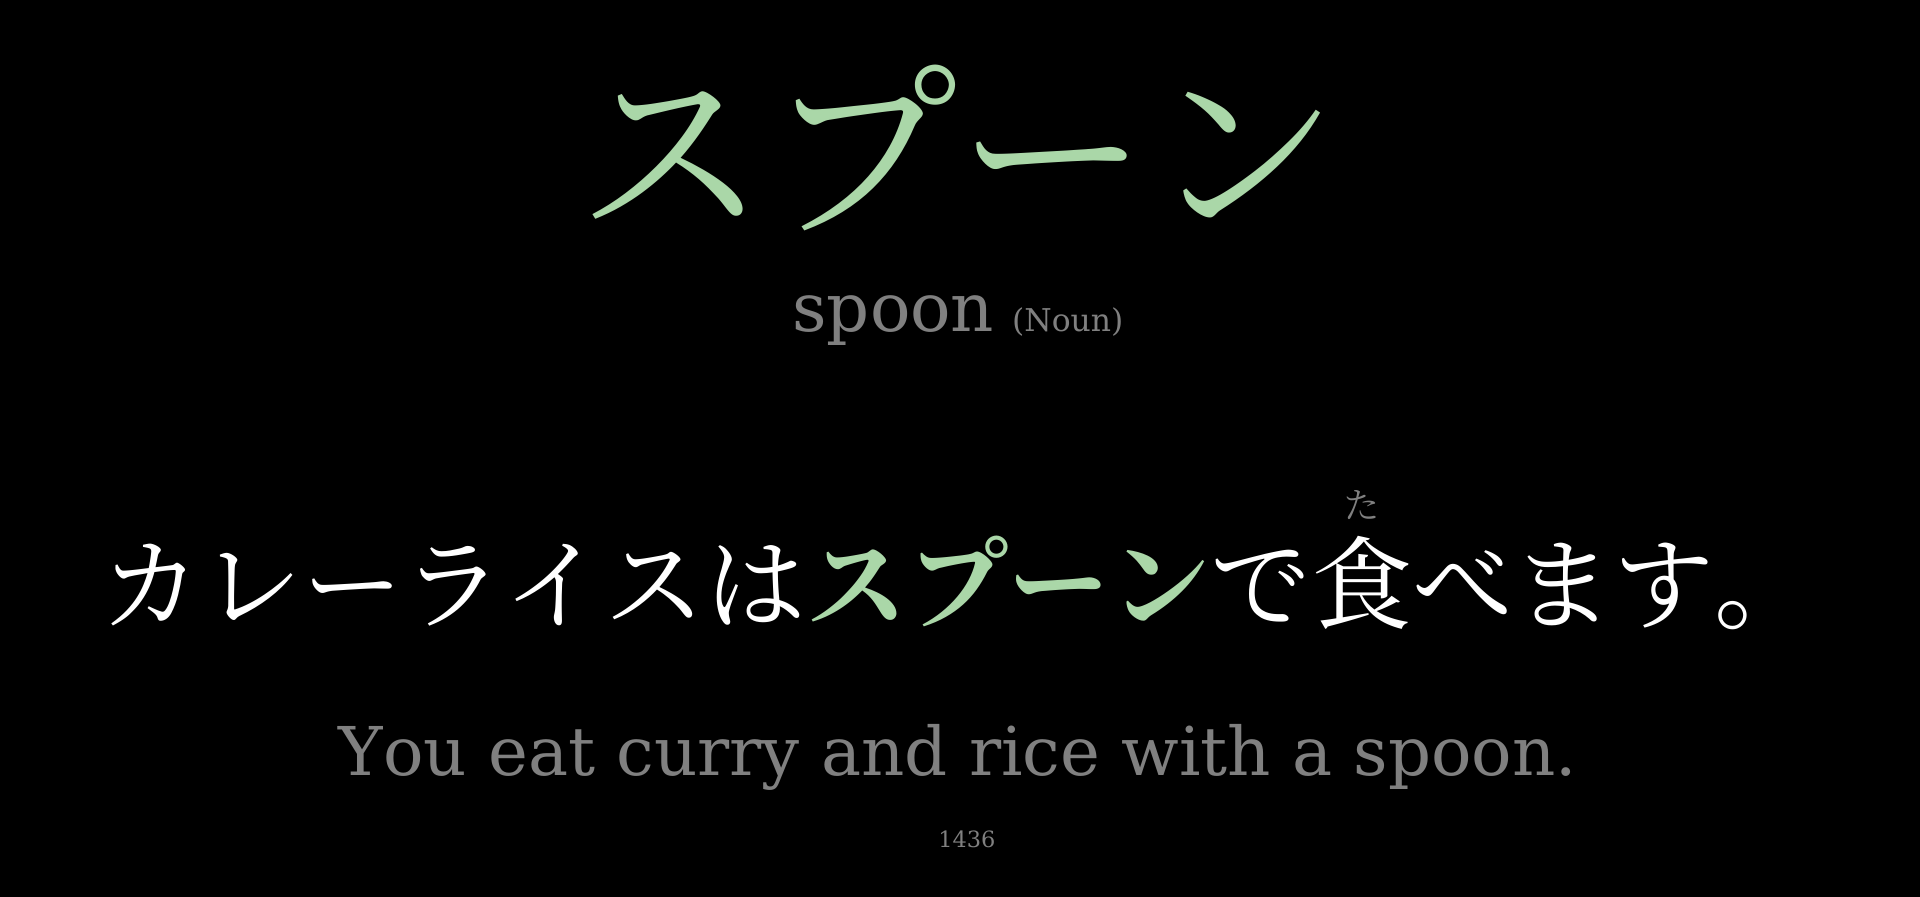 スプーン
spoon (Noun)
た
カレーライスはスプーンで食べます。
You eat curry and rice with a spoon.
1436